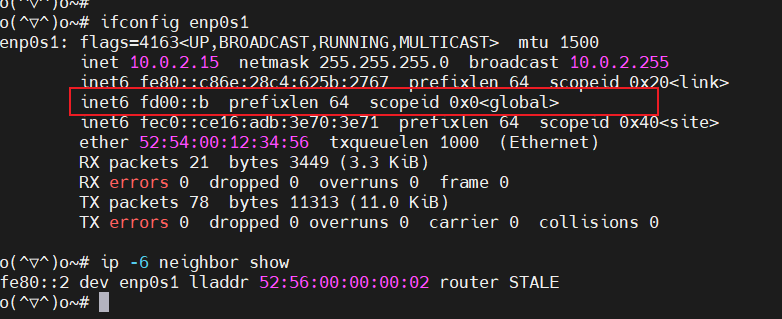 o(^▽^)o~#
o(^▽^)o~# ifconfig enp0s1
enp0s1: flags=4163<UP,BROADCAST,RUNNING,MULTICAST>  mtu 1500
        inet 10.0.2.15  netmask 255.255.255.0  broadcast 10.0.2.255
        inet6 fe80::c86e:28c4:625b:2767  prefixlen 64  scopeid 0x20<link>
        inet6 fd00::b  prefixlen 64  scopeid 0x0<global>
        inet6 fec0::ce16:adb:3e70:3e71  prefixlen 64  scopeid 0x40<site>
        ether 52:54:00:12:34:56  txqueuelen 1000  (Ethernet)
        RX packets 21  bytes 3449 (3.3 KiB)
        RX errors 0  dropped 0  overruns 0  frame 0
        TX packets 78  bytes 11313 (11.0 KiB)
        TX errors 0  dropped 0 overruns 0  carrier 0  collisions 0

o(^▽^)o~# ip -6 neighbor show
fe80::2 dev enp0s1 lladdr 52:56:00:00:00:02 router STALE
o(^▽^)o~#